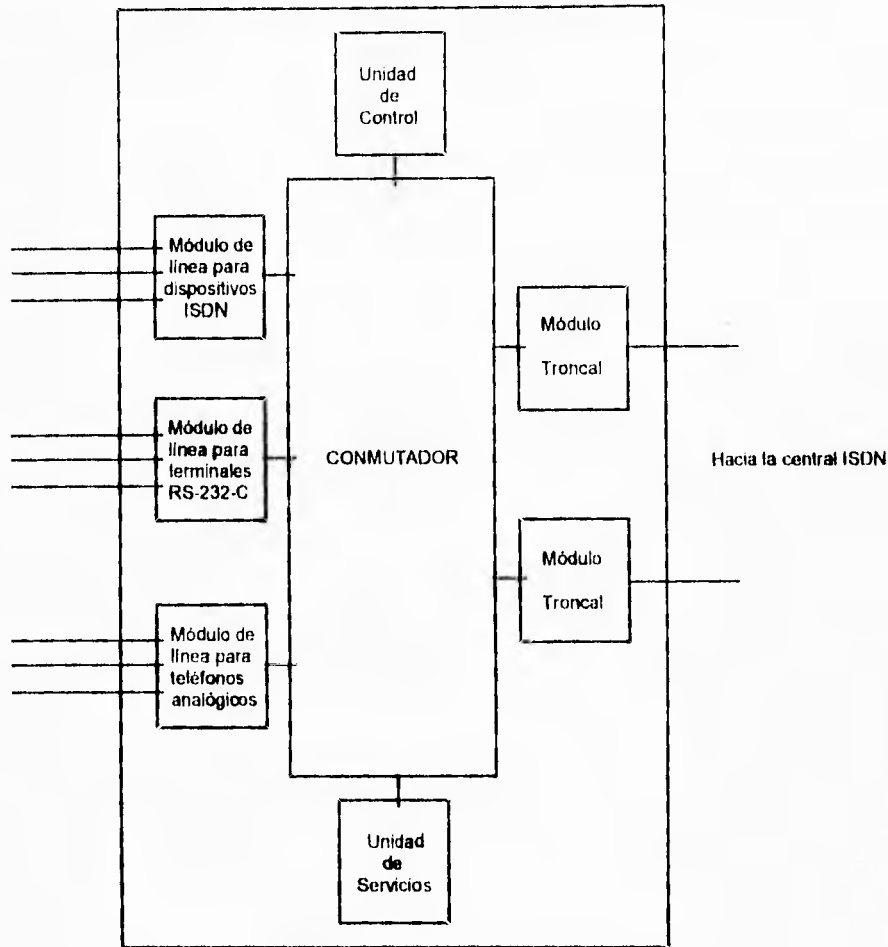 Unidad
de
Control
Módulo de
línea para
dispositivos
ISDN
Módulo
Troncal
Módulo de
línea para
terminales
RS-232-C
CONMUTADOR
Hacia la central ISDN
Módulo
Troncal
Módulo de
línea para
teléfonos
analógicos
Unidad
de
Servicios